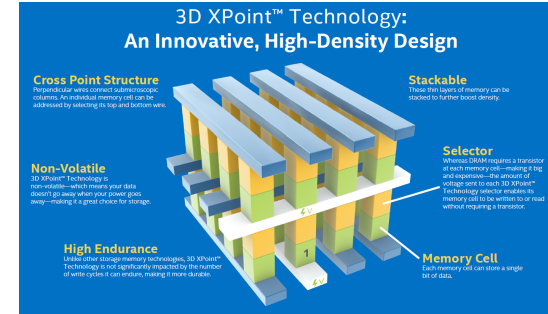 3D XPoint™ Technology:
An Innovative, High-Density Design
Cross Point Structure
Perpendicular wires connect submicroscopic
columns. An individual memory cell can be
addressed by selecting its top and bottom wire.
Non-Volatile
3D XPoint™ Technology is
non-volatile—which means your data
doesn't go away when your power goes
away—making it a great choice for storage.
High Endurance
Unlike other storage memory technologies, 3D XPoint™
Technology is not significantly impacted by the number
of write cycles it can endure, making it more durable.
Stackable
These thin layers of memory can be
stacked to further boost density.
Selector
Whereas DRAM requires a transistor
at each memory cell—making it big
and expensive—the amount of
voltage sent to each 3D XPoint™
Technology selector enables its
memory cell to be written to or read
without requiring a transistor.
Memory Cell
Each memory cell can store a single
bit of data.
V
1
V